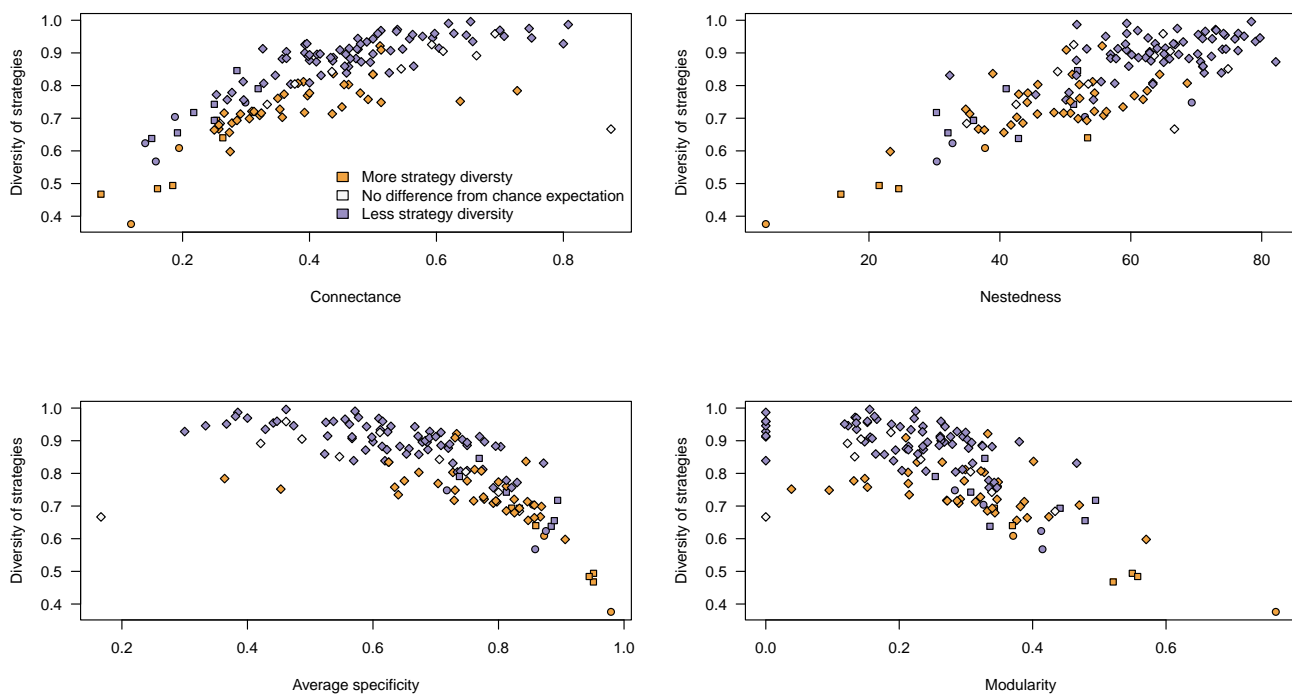 1.0
0.9
0.8
0.7
0.6
0.5
0.4
Diversity of strategies
More strategy diversty
No difference from chance expectation
Less strategy diversity
0.2 0.4 0.6 0.8
Connectance
1.0
0.9
0.8
0.7
0.6
0.5
0.4
Diversity of strategies
20 40 60 80
Nestedness
1.0
0.9
0.8
0.7
0.6
0.5
0.4
Diversity of strategies
0.2 0.4 0.6 0.8 1.0
Average specificity
1.0
0.9
0.8
0.7
0.6
0.5
0.4
Diversity of strategies
0.0 0.2 0.4 0.6
Modularity